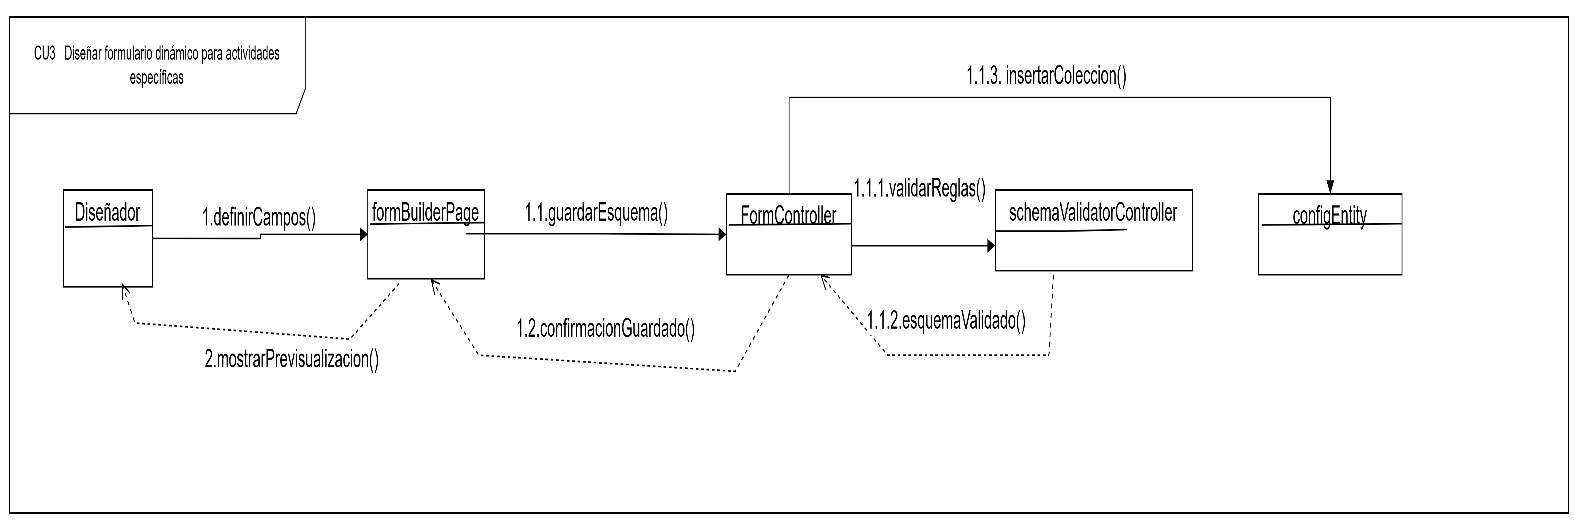 CU3 Diseñar formulario dinámico para actividades
específicas
1.1.3. insertarColeccion()
Diseñador
1.definirCampos()
formBuilderPage
1.1.guardarEsquema()
FormController
1.1.1.validarReglas()
schemaValidatorController
configEntity
2.mostrarPrevisualizacion()
1.2.confirmacionGuardado()
1.1.2.esquemaValidado()